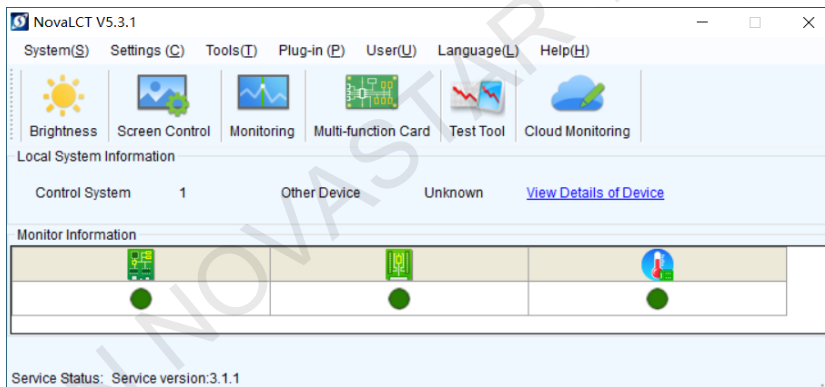 NovaLCT V5.3.1
System(S) Settings (C) Tools(T) Plug-in (P) User(U) Language(L) Help(H)
Brightness Screen Control Monitoring Multi-function Card Test Tool Cloud Monitoring
Local System Information
Control System 1 Other Device Unknown View Details of Device
Monitor Information
Service Status: Service version:3.1.1
NOVASTAR